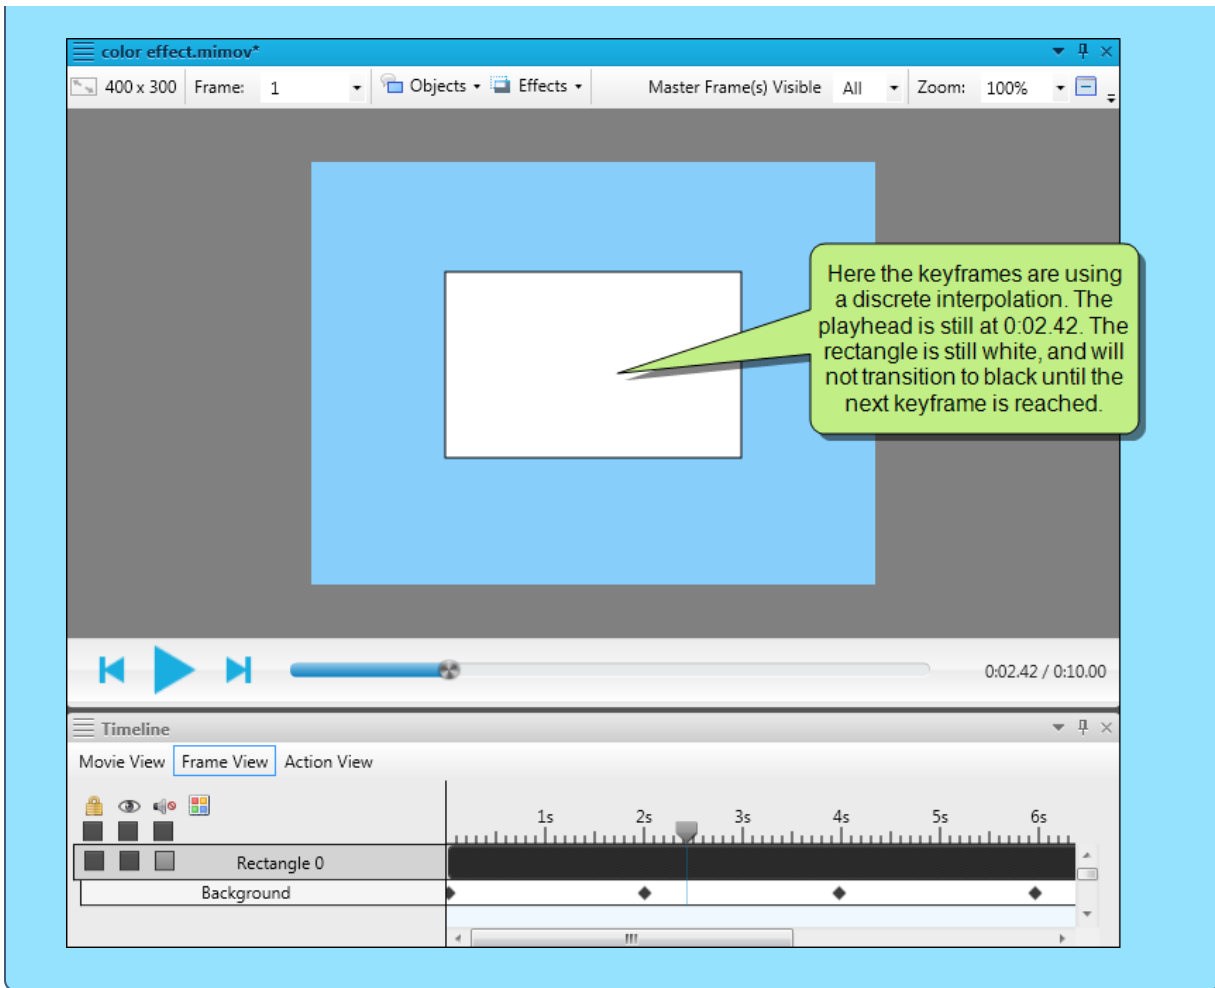 color effect.mimov*
400 x 300 Frame: 1 Objects Effects Master Frame(s) Visible All Zoom: 100%
Here the keyframes are using
a discrete interpolation. The
playhead is still at 0:02.42. The
rectangle is still white, and will
not transition to black until the
next keyframe is reached.
0:02.42 / 0:10.00
Timeline
Movie View Frame View Action View
1s 2s 3s 4s 5s 6s
Rectangle 0
Background